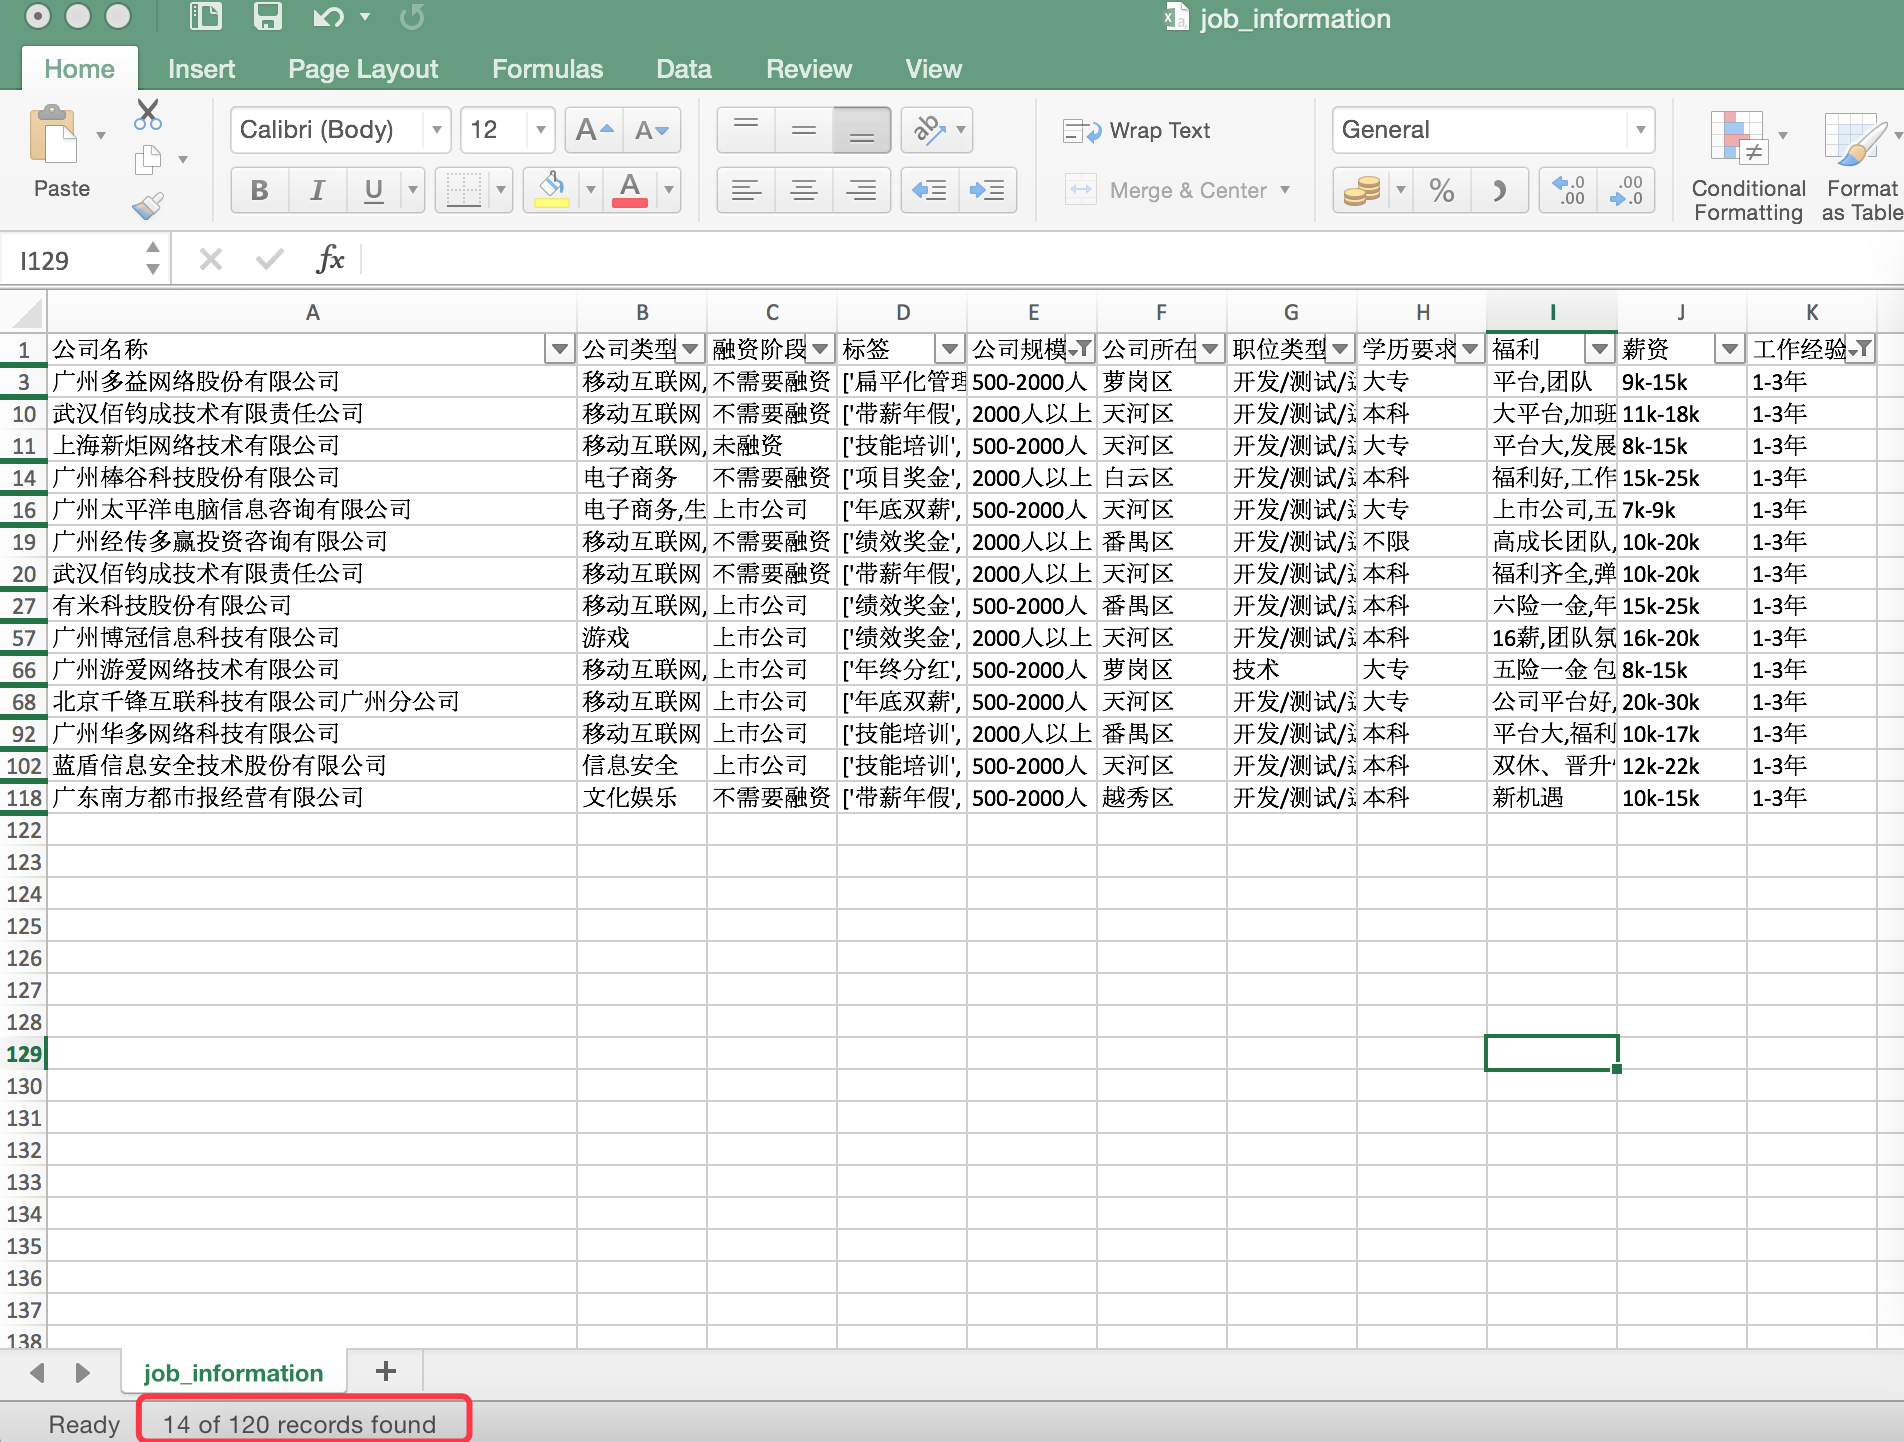 job_information
Home Insert Page Layout Formulas Data Review View
Calibri (Body) 12 A A ab Wrap Text General
Paste B I U A Merge & Center % .0 .00 .00 .0 Conditional Formatting Format as Table
I129 fx
A B C D E F G H I J K
1 公司名称 公司类型 融资阶段 标签 公司规模 公司所在 职位类型 学历要求 福利 薪资 工作经验
3 广州多益网络股份有限公司 移动互联网, 不需要融资 ['扁平化管理 500-2000人 萝岗区 开发/测试/ 大专 平台,团队 9k-15k 1-3年
10 武汉佰钧成技术有限责任公司 移动互联网 不需要融资 ['带薪年假', 2000人以上 天河区 开发/测试/ 本科 大平台,加班 11k-18k 1-3年
11 上海新炬网络技术有限公司 移动互联网, 未融资 ['技能培训', 500-2000人 天河区 开发/测试/ 大专 平台大,发展 8k-15k 1-3年
14 广州棒谷科技股份有限公司 电子商务 不需要融资 ['项目奖金', 2000人以上 白云区 开发/测试/ 本科 福利好,工作 15k-25k 1-3年
16 广州太平洋电脑信息咨询有限公司 电子商务,生 上市公司 ['年底双薪', 500-2000人 天河区 开发/测试/ 大专 上市公司,五 7k-9k 1-3年
19 广州经传多赢投资咨询有限公司 移动互联网, 不需要融资 ['绩效奖金', 2000人以上 番禺区 开发/测试/ 不限 高成长团队, 10k-20k 1-3年
20 武汉佰钧成技术有限责任公司 移动互联网 不需要融资 ['带薪年假', 2000人以上 天河区 开发/测试/ 本科 福利齐全,弹 10k-20k 1-3年
27 有米科技股份有限公司 移动互联网, 上市公司 ['绩效奖金', 500-2000人 番禺区 开发/测试/ 本科 六险一金,年 15k-25k 1-3年
57 广州博冠信息科技有限公司 游戏 上市公司 ['绩效奖金', 2000人以上 天河区 开发/测试/ 本科 16薪,团队氛 16k-20k 1-3年
66 广州游爱网络技术有限公司 移动互联网, 上市公司 ['年终分红', 500-2000人 萝岗区 技术 大专 五险一金 包 8k-15k 1-3年
68 北京千锋互联科技有限公司广州分公司 移动互联网 上市公司 ['年底双薪', 500-2000人 天河区 开发/测试/ 大专 公司平台好, 20k-30k 1-3年
92 广州华多网络科技有限公司 移动互联网 上市公司 ['技能培训', 2000人以上 番禺区 开发/测试/ 本科 平台大,福利 10k-17k 1-3年
102 蓝盾信息安全技术股份有限公司 信息安全 上市公司 ['技能培训', 500-2000人 天河区 开发/测试/ 本科 双休、晋升 12k-22k 1-3年
118 广东南方都市报经营有限公司 文化娱乐 不需要融资 ['带薪年假', 500-2000人 越秀区 开发/测试/ 本科 新机遇 10k-15k 1-3年
122
123
124
125
126
127
128
129
130
131
132
133
134
135
136
137
138
job_information +
Ready 14 of 120 records found